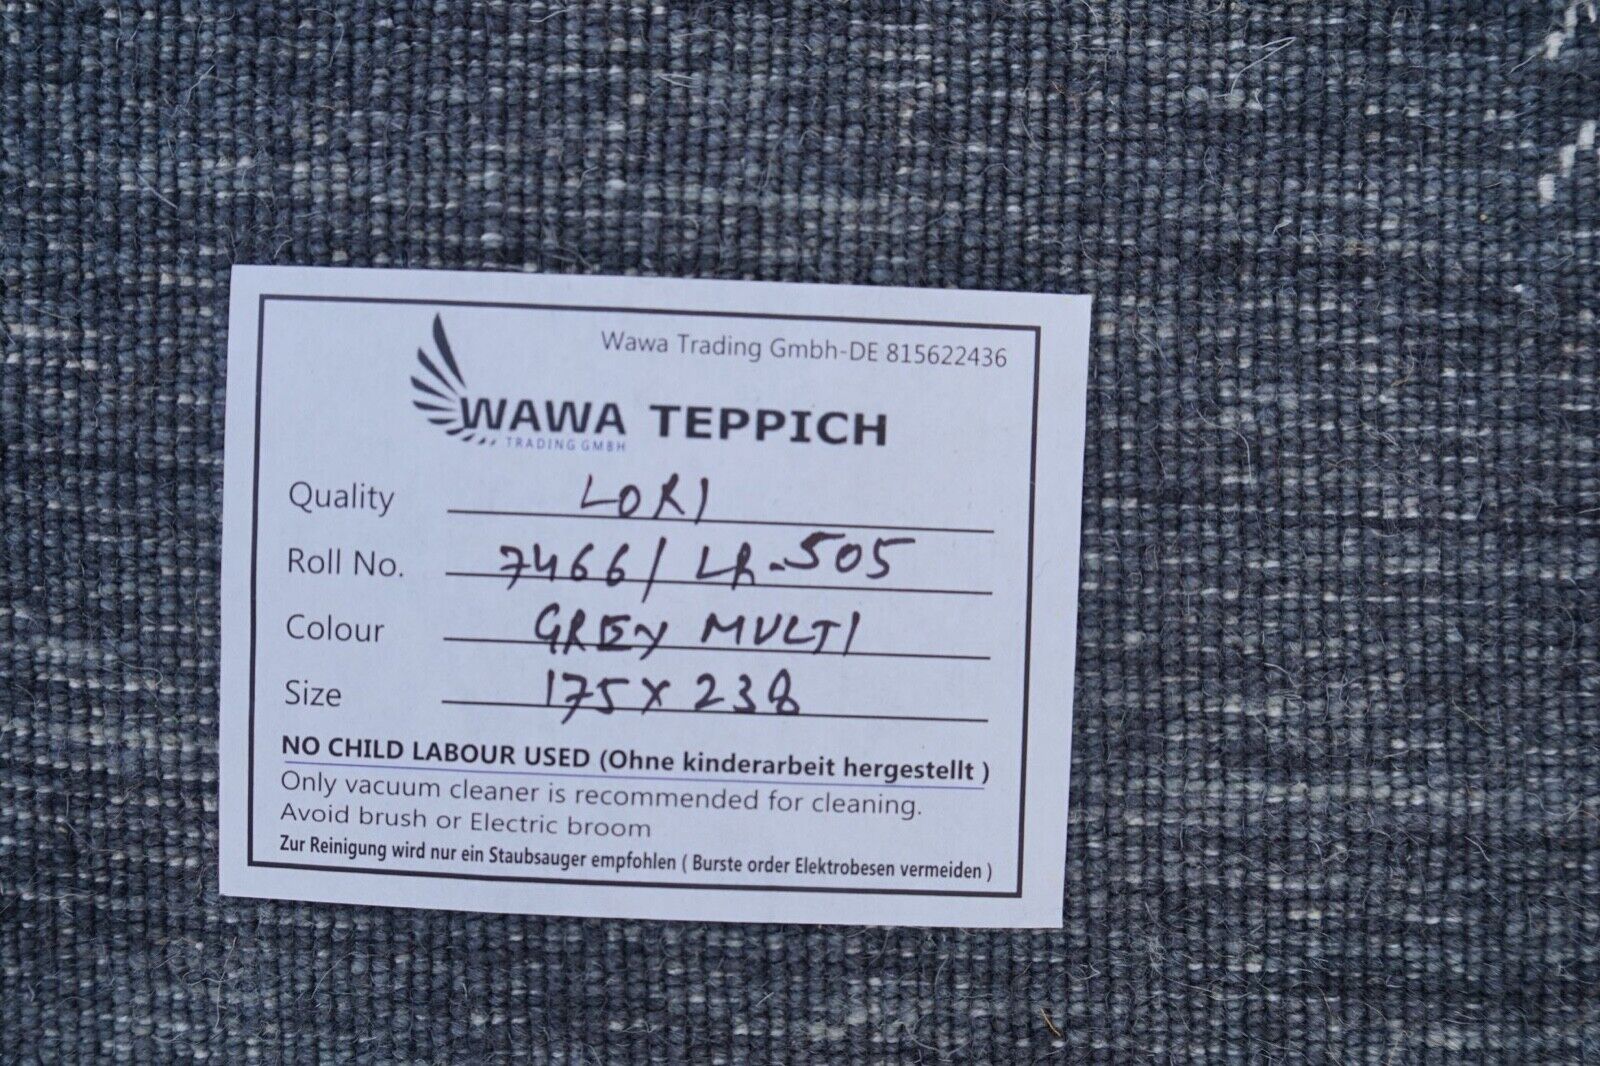 Wawa Trading Gmbh-DE 815622436
WAWA TEPPICH
TRADING GMBH
Quality LORI
Roll No. 7466/ LR-505
Colour GREY MULTI
Size 175 x 238
NO CHILD LABOUR USED (Ohne kinderarbeit hergestellt )
Only vacuum cleaner is recommended for cleaning.
Avoid brush or Electric broom
Zur Reinigung wird nur ein Staubsauger empfohlen ( Burste order Elektrobesen vermeiden )